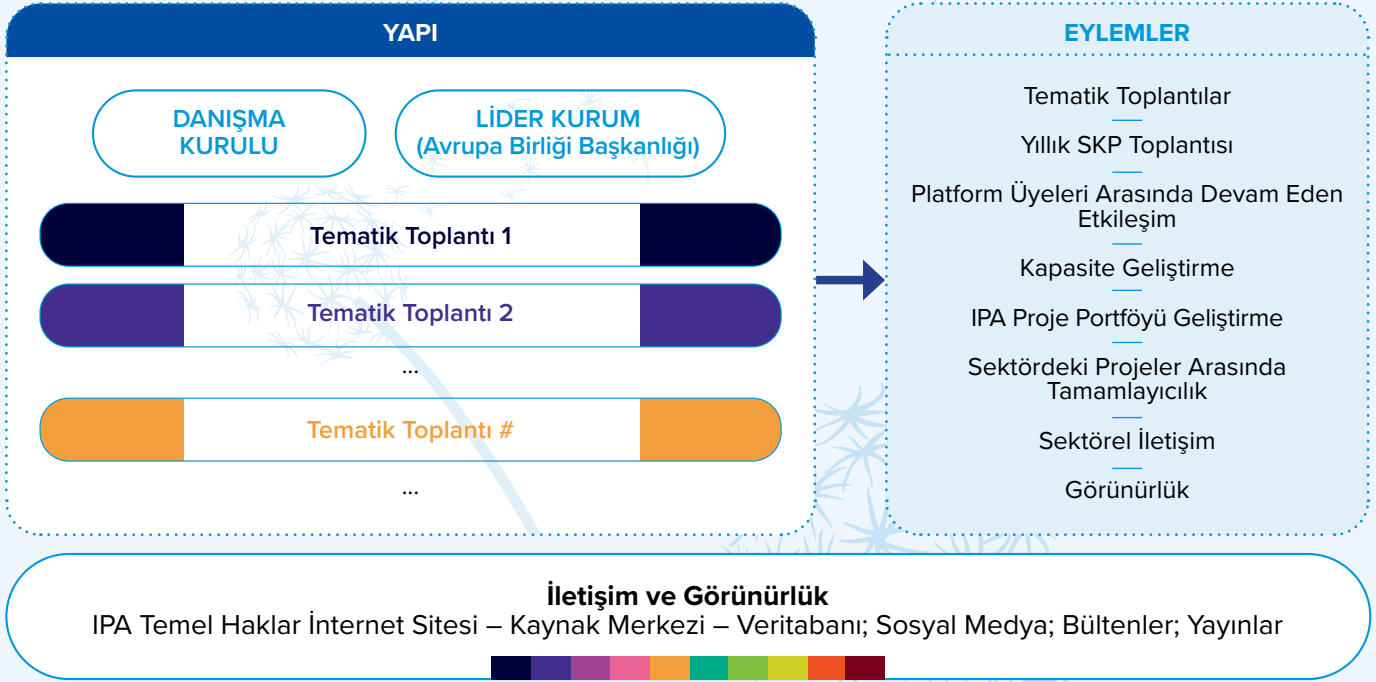 YAPI
DANIŞMA
KURULU
LİDER KURUM
(Avrupa Birliği Başkanlığı)
Tematik Toplantı 1
Tematik Toplantı 2
...
Tematik Toplantı #
...
EYLEMLER
Tematik Toplantılar
Yıllık SKP Toplantısı
Platform Üyeleri Arasında Devam Eden
Etkileşim
Kapasite Geliştirme
IPA Proje Portföyü Geliştirme
Sektördeki Projeler Arasında
Tamamlayıcılık
Sektörel İletişim
Görünürlük
İletişim ve Görünürlük
IPA Temel Haklar İnternet Sitesi – Kaynak Merkezi – Veritabanı; Sosyal Medya; Bültenler; Yayınlar